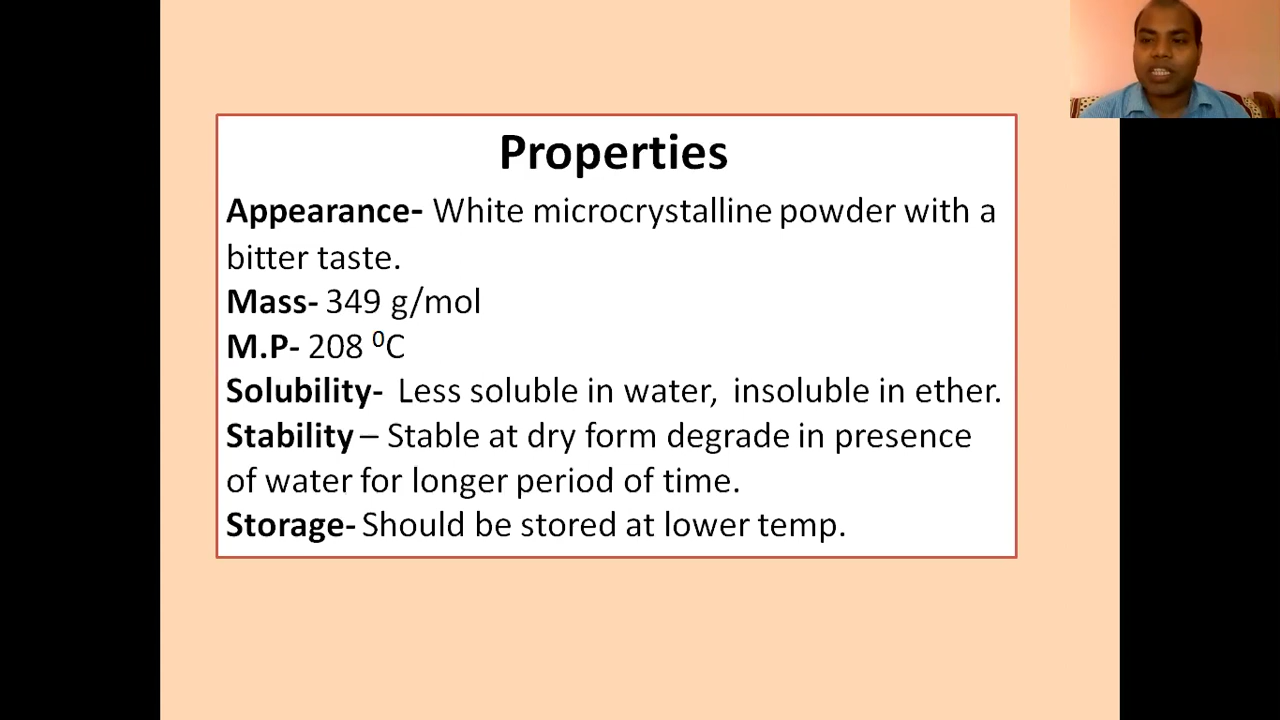 Properties
Appearance- White microcrystalline powder with a
bitter taste.
Mass- 349 g/mol
M.P- 208 ⁰C
Solubility- Less soluble in water, insoluble in ether.
Stability – Stable at dry form degrade in presence
of water for longer period of time.
Storage- Should be stored at lower temp.